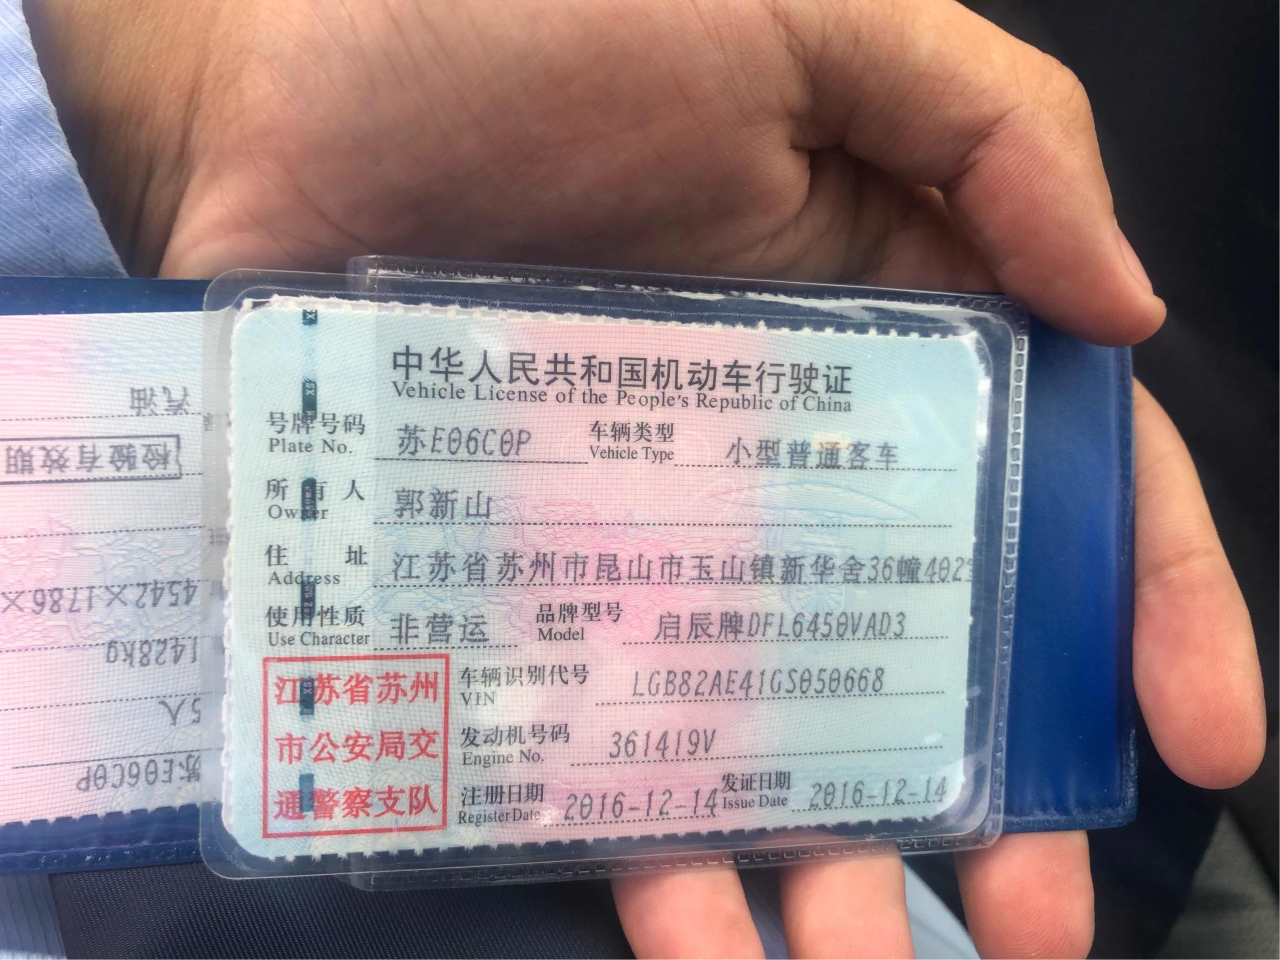 中华人民共和国机动车行驶证
Vehicle License of the People's Republic of China
号牌号码 苏E06C0P 车辆类型 小型普通客车
Plate No. Vehicle Type
所有人 郭新山
Owner
住址 江苏省苏州市昆山市玉山镇新华舍36幢402
Address
使用性质 非营运 品牌型号 启辰牌DFL6450VAD3
Use Character Model
江苏省苏州
市公安局交
通警察支队
车辆识别代号 LGB82AE41GS050668
VIN
发动机号码 361419V
Engine No.
注册日期 2016-12-14 发证日期 2016-12-14
Register Date Issue Date
苏E06C0P
5人
1428kg
4542×1786×
检验有效期
汽油